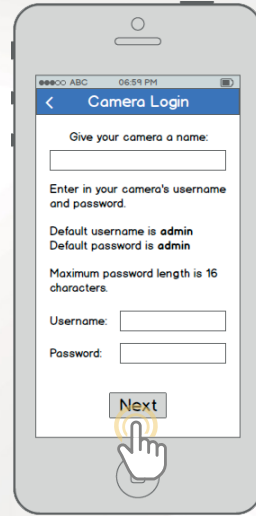 ABC 06:59 PM
Camera Login
Give your camera a name:
Enter in your camera's username
and password.
Default username is admin
Default password is admin
Maximum password length is 16
characters.
Username:
Password:
Next